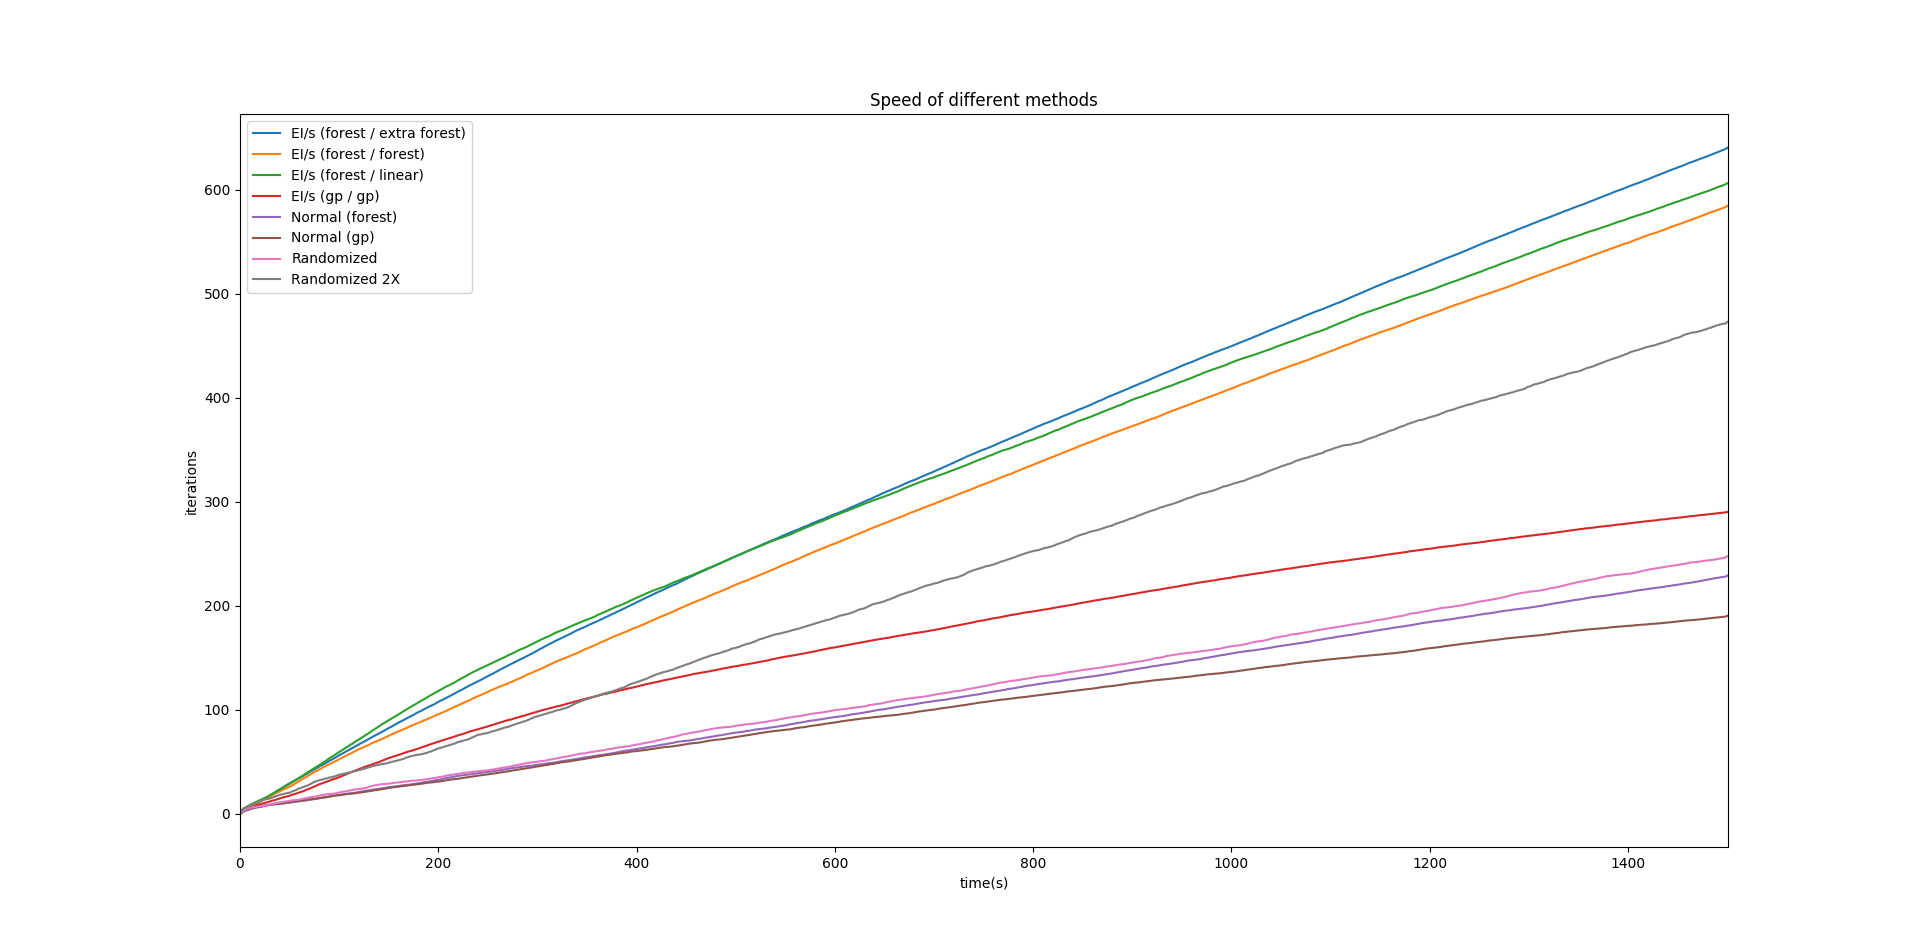 Speed of different methods
EI/s (forest / extra forest)
EI/s (forest / forest)
EI/s (forest / linear)
EI/s (gp / gp)
Normal (forest)
Normal (gp)
Randomized
Randomized 2X
600
500
400
300
200
100
0
iterations
0 200 400 600 800 1000 1200 1400
time(s)